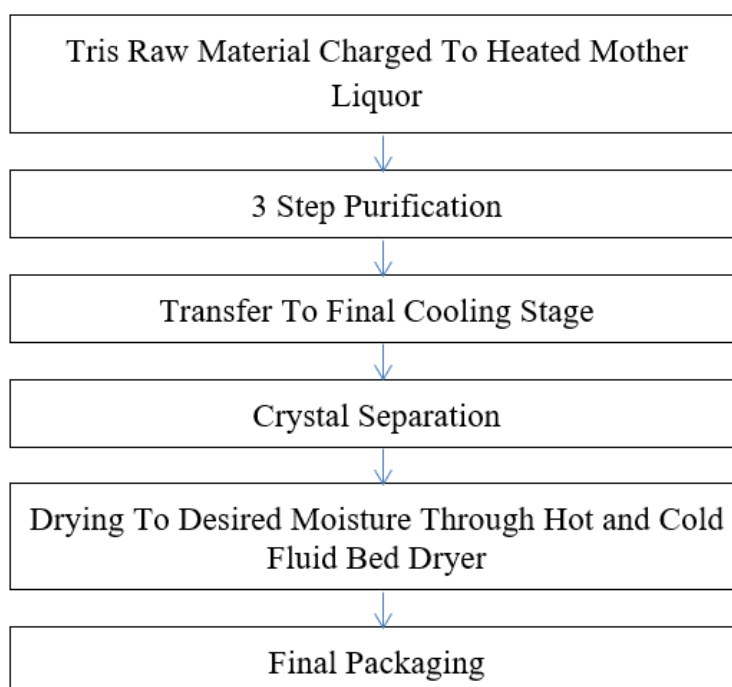 Tris Raw Material Charged To Heated Mother
Liquor
3 Step Purification
Transfer To Final Cooling Stage
Crystal Separation
Drying To Desired Moisture Through Hot and Cold
Fluid Bed Dryer
Final Packaging